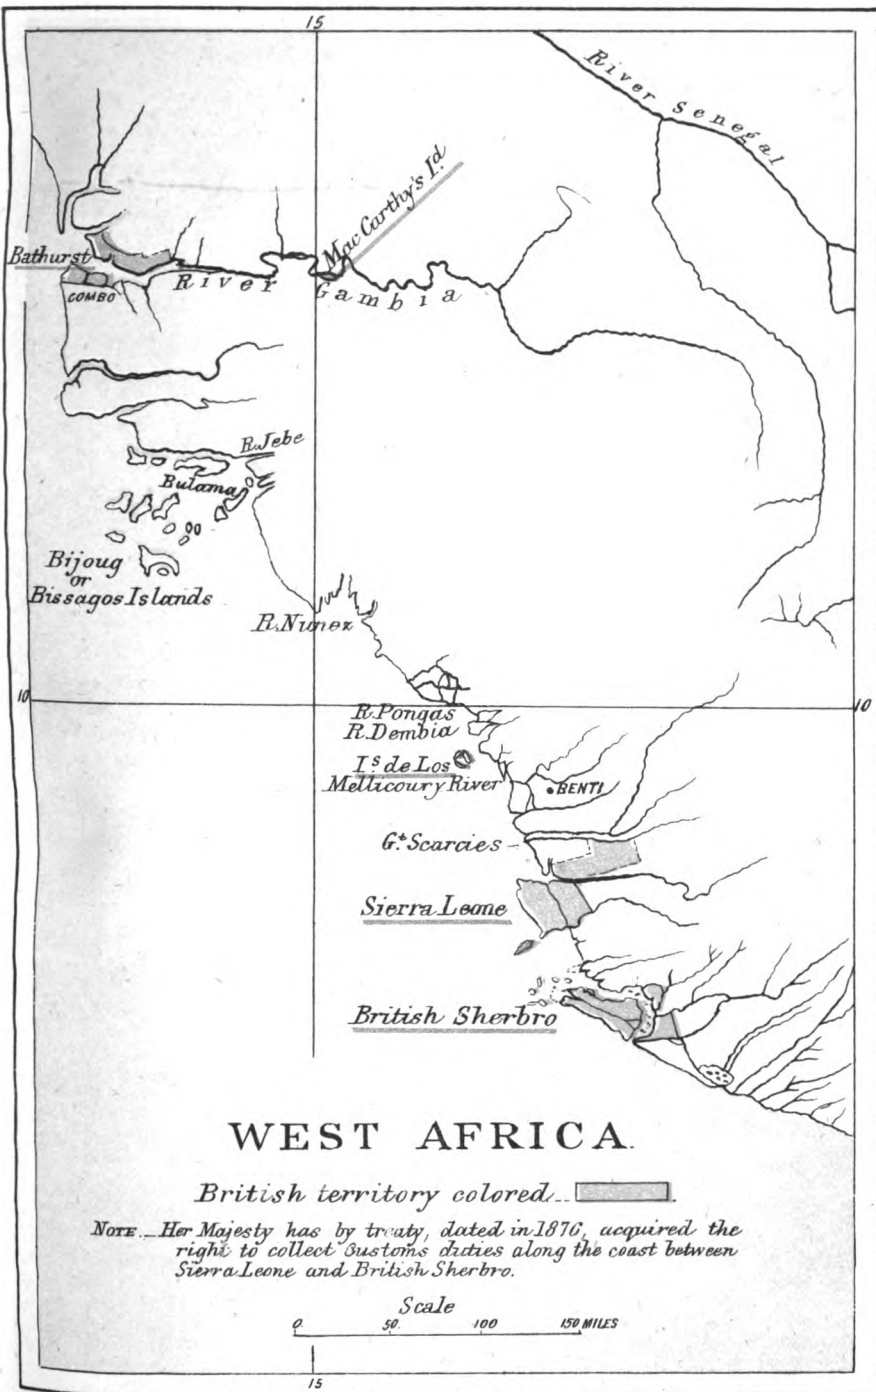 15
River Senegal
Mac Carthy's Id
Bathurst
COMBO
River Gambia
R. Jebe
Bulama
Bijoug
or
Bissagos Islands
R. Nunez
10
10
R. Pongas
R. Dembia
Is de Los
Mellicoury River
BENTI
Gt Scarcies
Sierra Leone
British Sherbro
WEST AFRICA.
British territory colored
NOTE.—Her Majesty has by treaty, dated in 1876, acquired the
right to collect Customs duties along the coast between
Sierra Leone and British Sherbro.
Scale
0. 50. 100 150 MILES
15